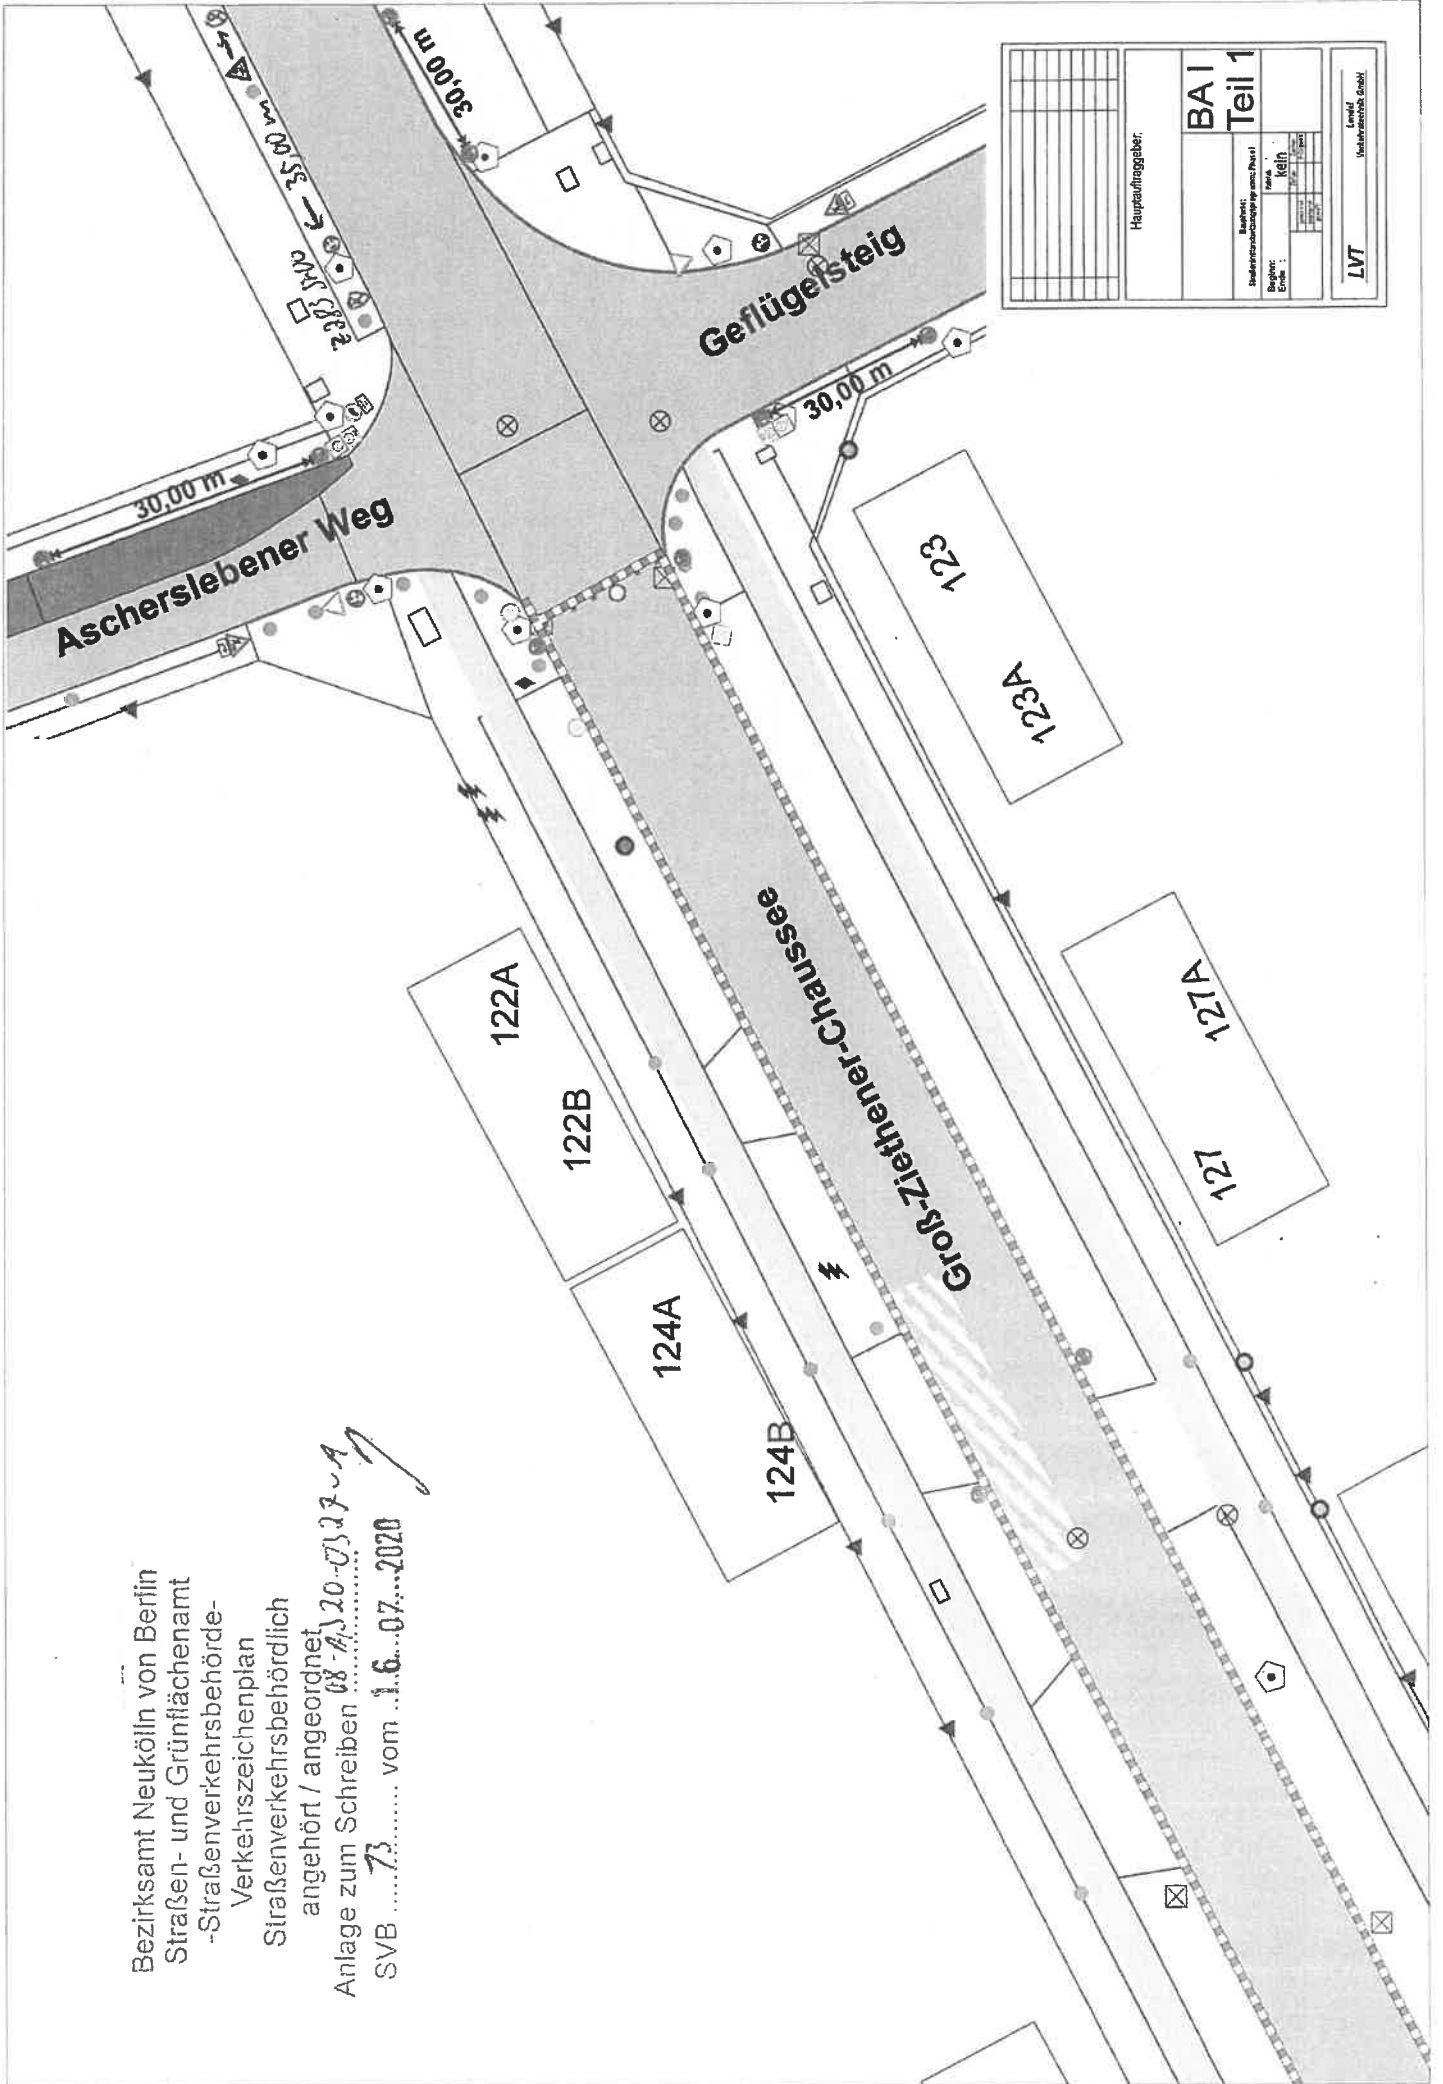 Bezirksamt Neukölln von Berlin
Straßen- und Grünflächenamt
-Straßenverkehrsbehörde-
Verkehrszeichenplan
Straßenverkehrsbehördlich
angehört / angeordnet
Anlage zum Schreiben
SVB 73 vom 16.07.2020
124B
124A
122B
122A
Groß-Ziethener-Chaussee
127
127A
123A
123
Ascherslebener Weg
30,00 m
Geflügelsteig
30,00 m
35,00 m
30,00 m
Hauptauftraggeber:
BA I
Teil 1
Beginn:
Ende :
kein
LVT